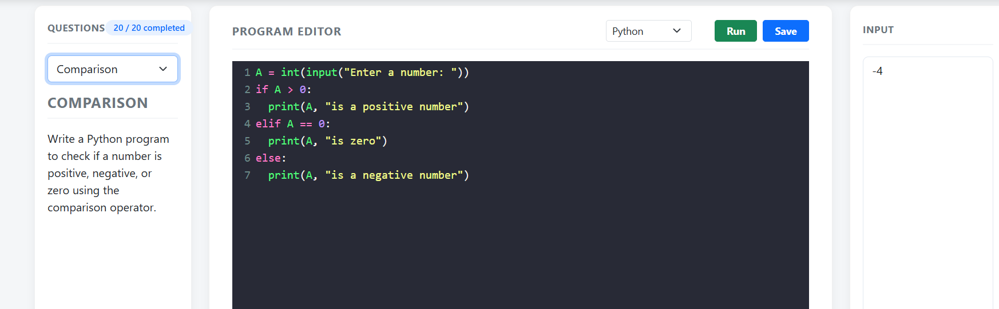 QUESTIONS 20 / 20 completed
Comparison
COMPARISON
Write a Python program
to check if a number is
positive, negative, or
zero using the
comparison operator.
PROGRAM EDITOR
Python
Run
Save
1 A = int(input("Enter a number: "))
2 if A > 0:
3   print(A, "is a positive number")
4 elif A == 0:
5   print(A, "is zero")
6 else:
7   print(A, "is a negative number")
INPUT
-4